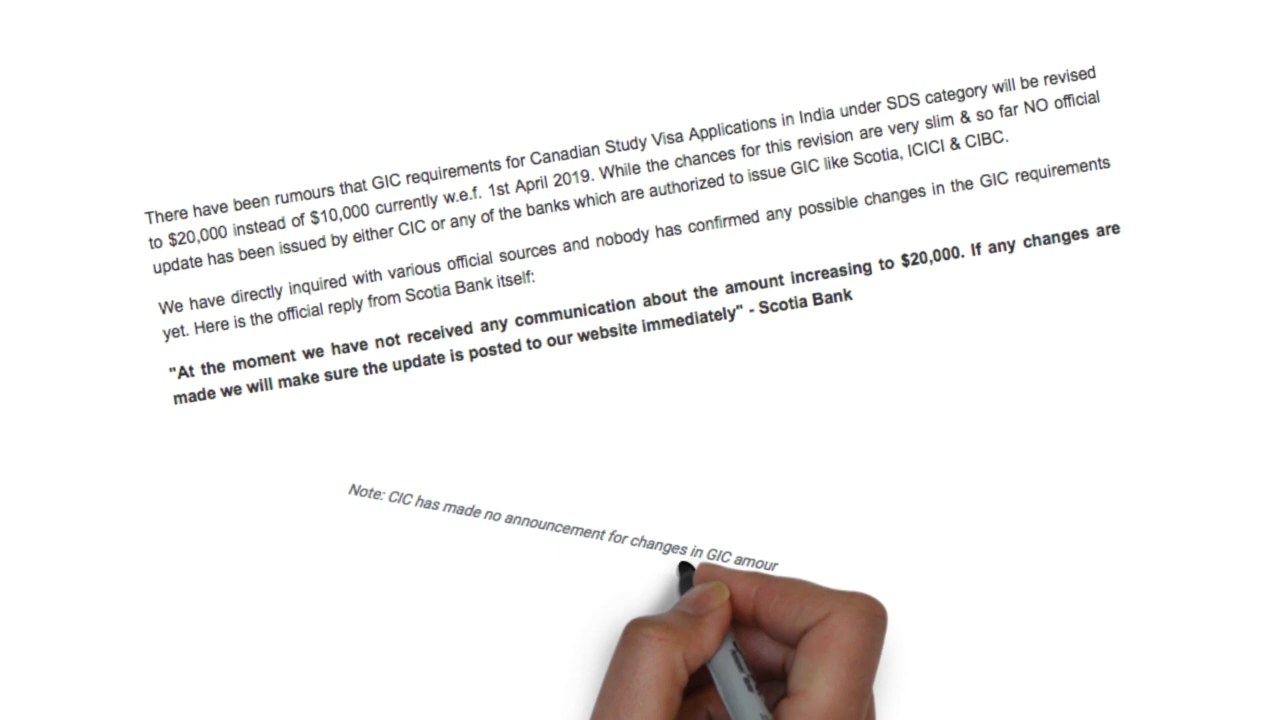 There have been rumours that GIC requirements for Canadian Study Visa Applications in India under SDS category will be revised
to $20,000 instead of $10,000 currently w.e.f. 1st April 2019. While the chances for this revision are very slim & so far NO official
update has been issued by either CIC or any of the banks which are authorized to issue GIC like Scotia, ICICI & CIBC.
We have directly inquired with various official sources and nobody has confirmed any possible changes in the GIC requirements
yet. Here is the official reply from Scotia Bank itself:
"At the moment we have not received any communication about the amount increasing to $20,000. If any changes are
made we will make sure the update is posted to our website immediately" - Scotia Bank
Note: CIC has made no announcement for changes in GIC amour